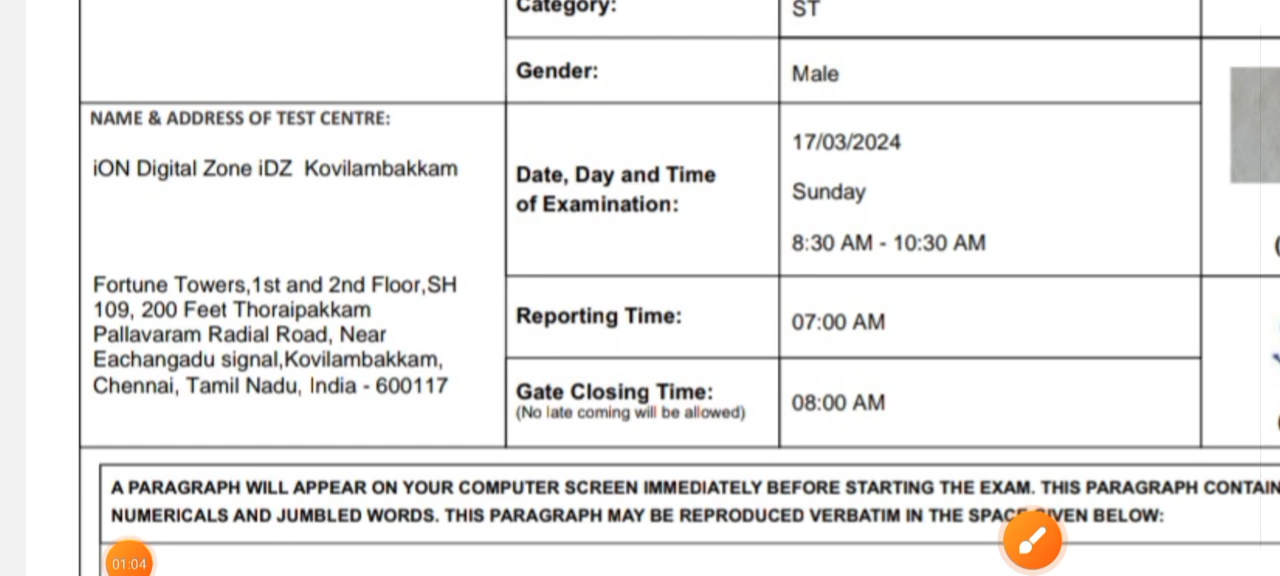 Category:
ST
Gender:
Male
NAME & ADDRESS OF TEST CENTRE:
iON Digital Zone iDZ  Kovilambakkam
Fortune Towers,1st and 2nd Floor,SH
109, 200 Feet Thoraipakkam
Pallavaram Radial Road, Near
Eachangadu signal,Kovilambakkam,
Chennai, Tamil Nadu, India - 600117
Date, Day and Time
of Examination:
17/03/2024
Sunday
8:30 AM - 10:30 AM
Reporting Time:
07:00 AM
Gate Closing Time:
(No late coming will be allowed)
08:00 AM
A PARAGRAPH WILL APPEAR ON YOUR COMPUTER SCREEN IMMEDIATELY BEFORE STARTING THE EXAM. THIS PARAGRAPH CONTAIN
NUMERICALS AND JUMBLED WORDS. THIS PARAGRAPH MAY BE REPRODUCED VERBATIM IN THE BELOW:
01:04